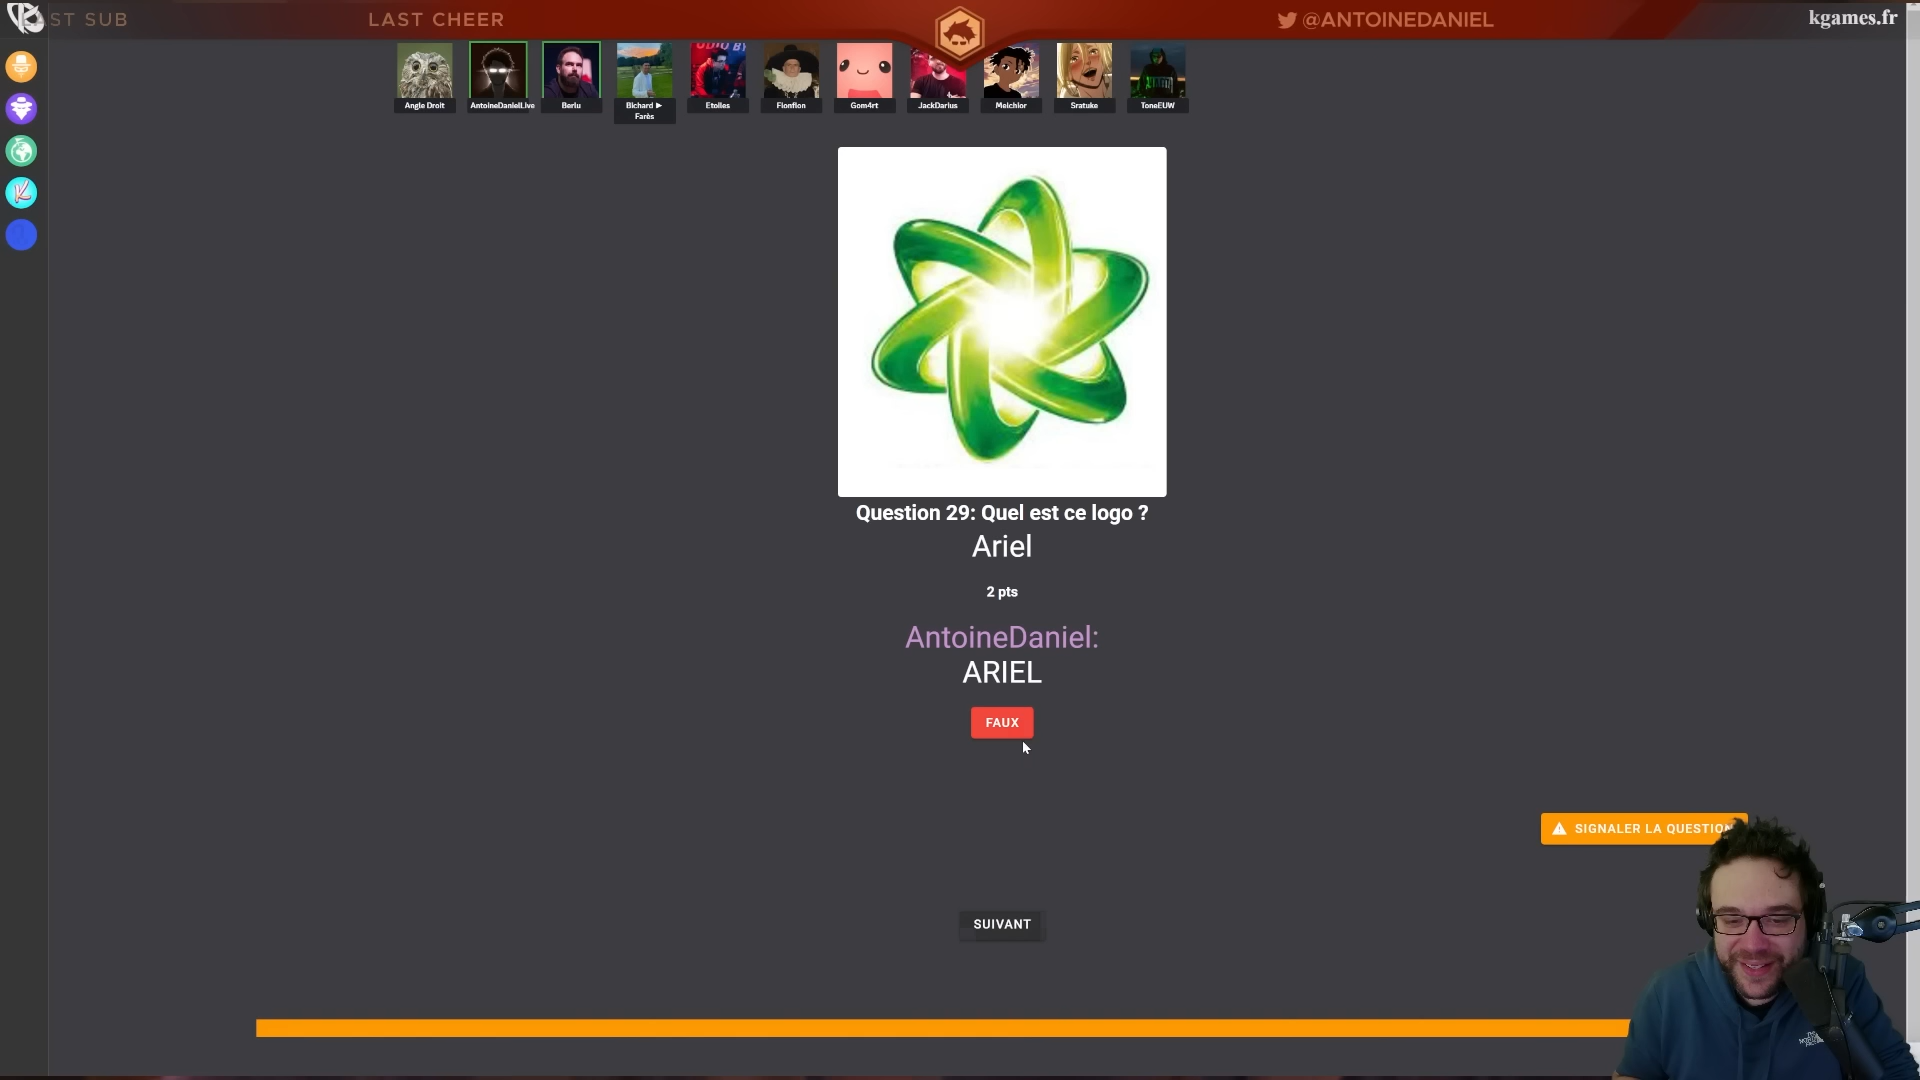 ST SUB
LAST CHEER
@ANTOINEDANIEL
kgames.fr
Angle Droit
AntoineDanielLive
Berlu
Bichard ▶
Farès
Etoiles
Fionfion
Gom4rt
JackDarius
Melchior
Sratuke
ToneEUW
Question 29: Quel est ce logo ?
Ariel
2 pts
AntoineDaniel:
ARIEL
FAUX
SIGNALER LA QUESTION
SUIVANT